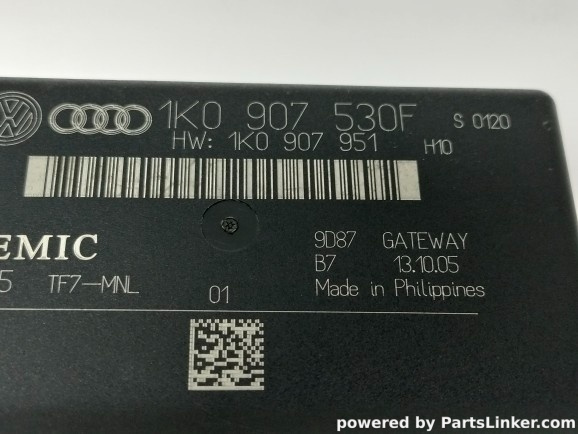 1K0 907 530F S 0120
HW: 1K0 907 951 H10
EMIC
9D87 GATEWAY
5 TF7-MNL
B7 13.10.05
01
Made in Philippines
powered by PartsLinker.com